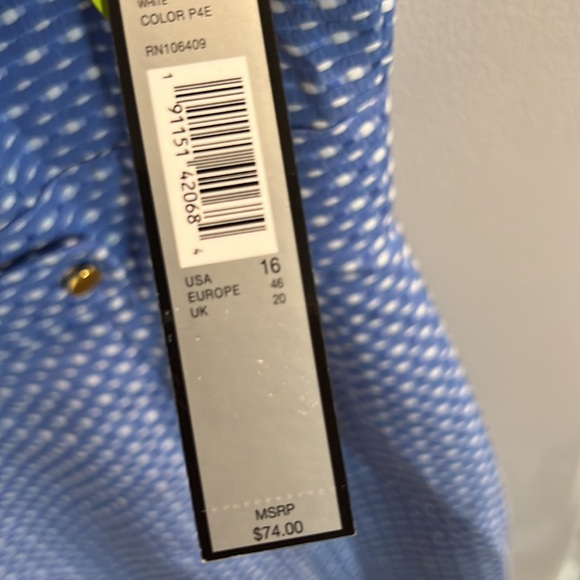 WHITE
COLOR P4E
RN106409
1 91151 42068 4
USA 16
EUROPE 46
UK 20
MSRP
$74.00